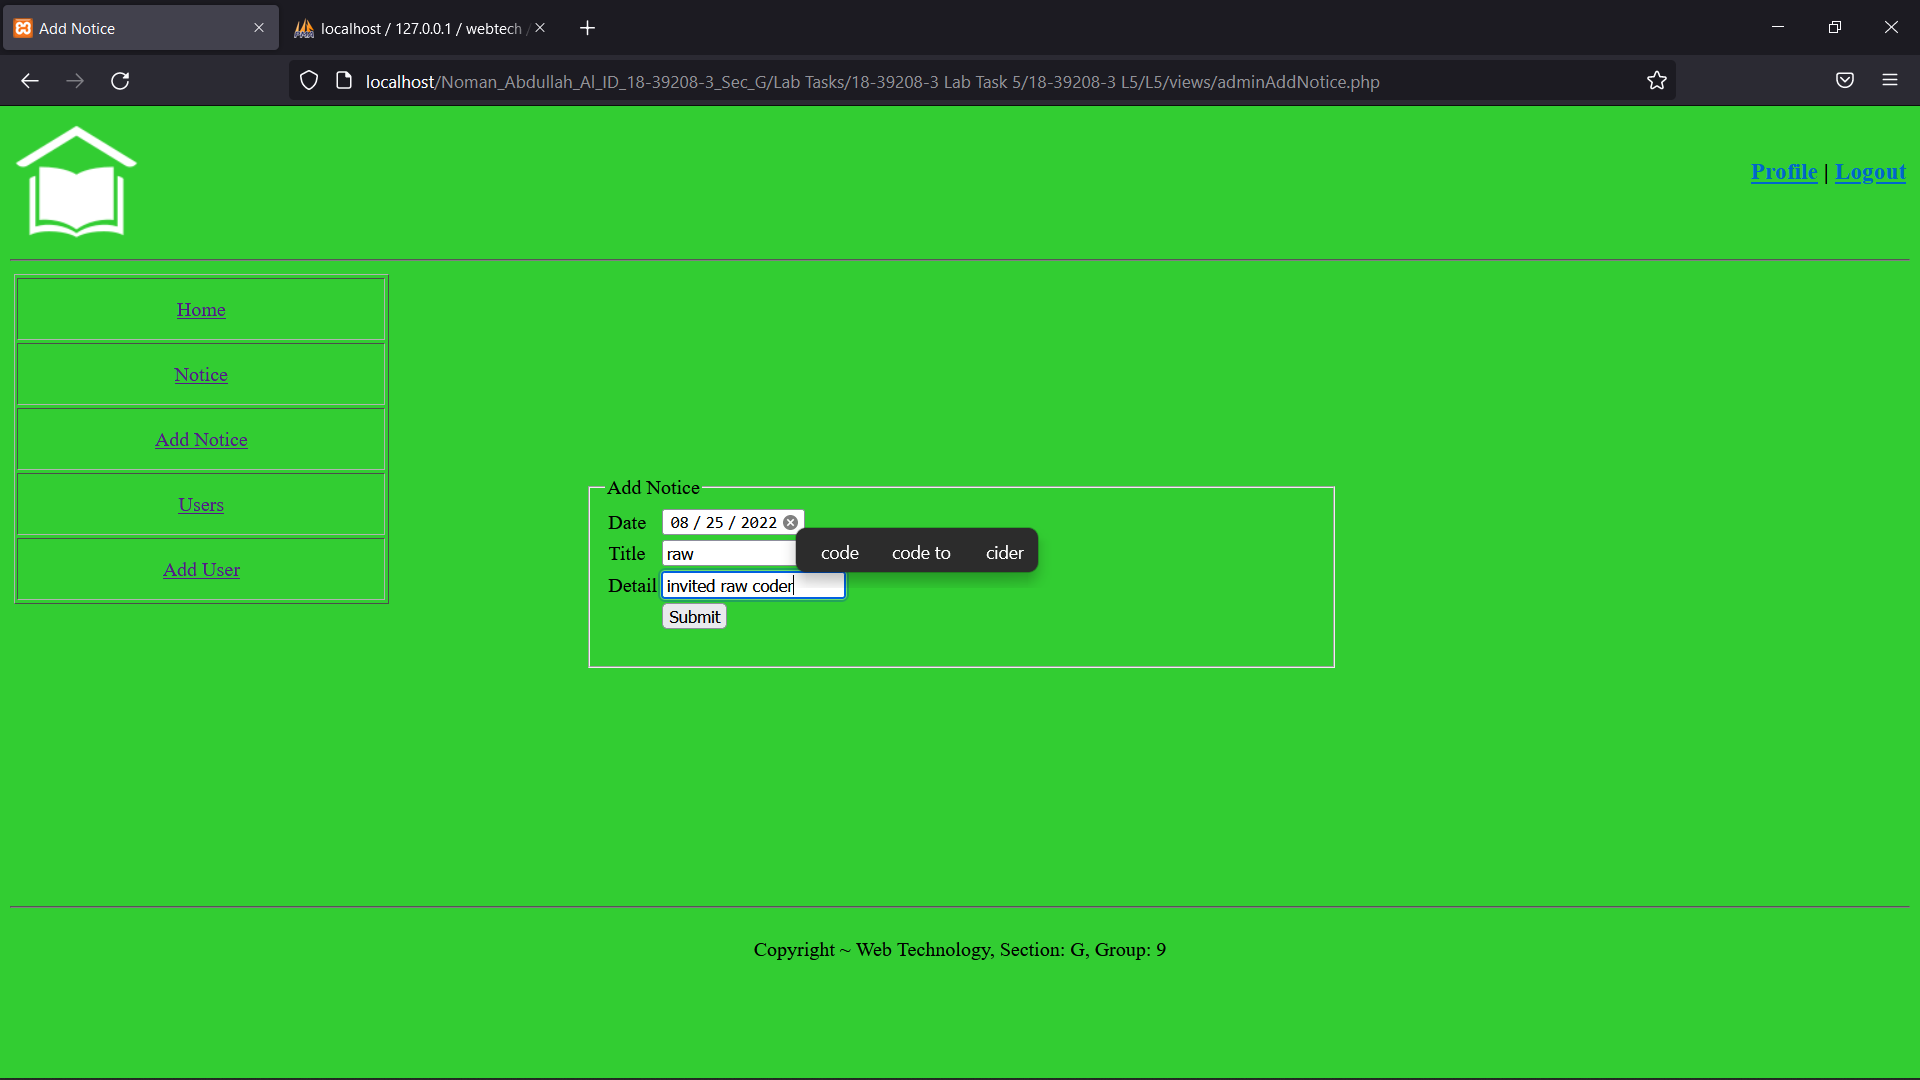 Add Notice
localhost / 127.0.0.1 / webtech /
localhost/Noman_Abdullah_Al_ID_18-39208-3_Sec_G/Lab Tasks/18-39208-3 Lab Task 5/18-39208-3 L5/L5/views/adminAddNotice.php
Profile | Logout
Home
Notice
Add Notice
Users
Add User
Add Notice
Date 08 / 25 / 2022
Title raw
code code to cider
Detail invited raw coder
Submit
Copyright ~ Web Technology, Section: G, Group: 9